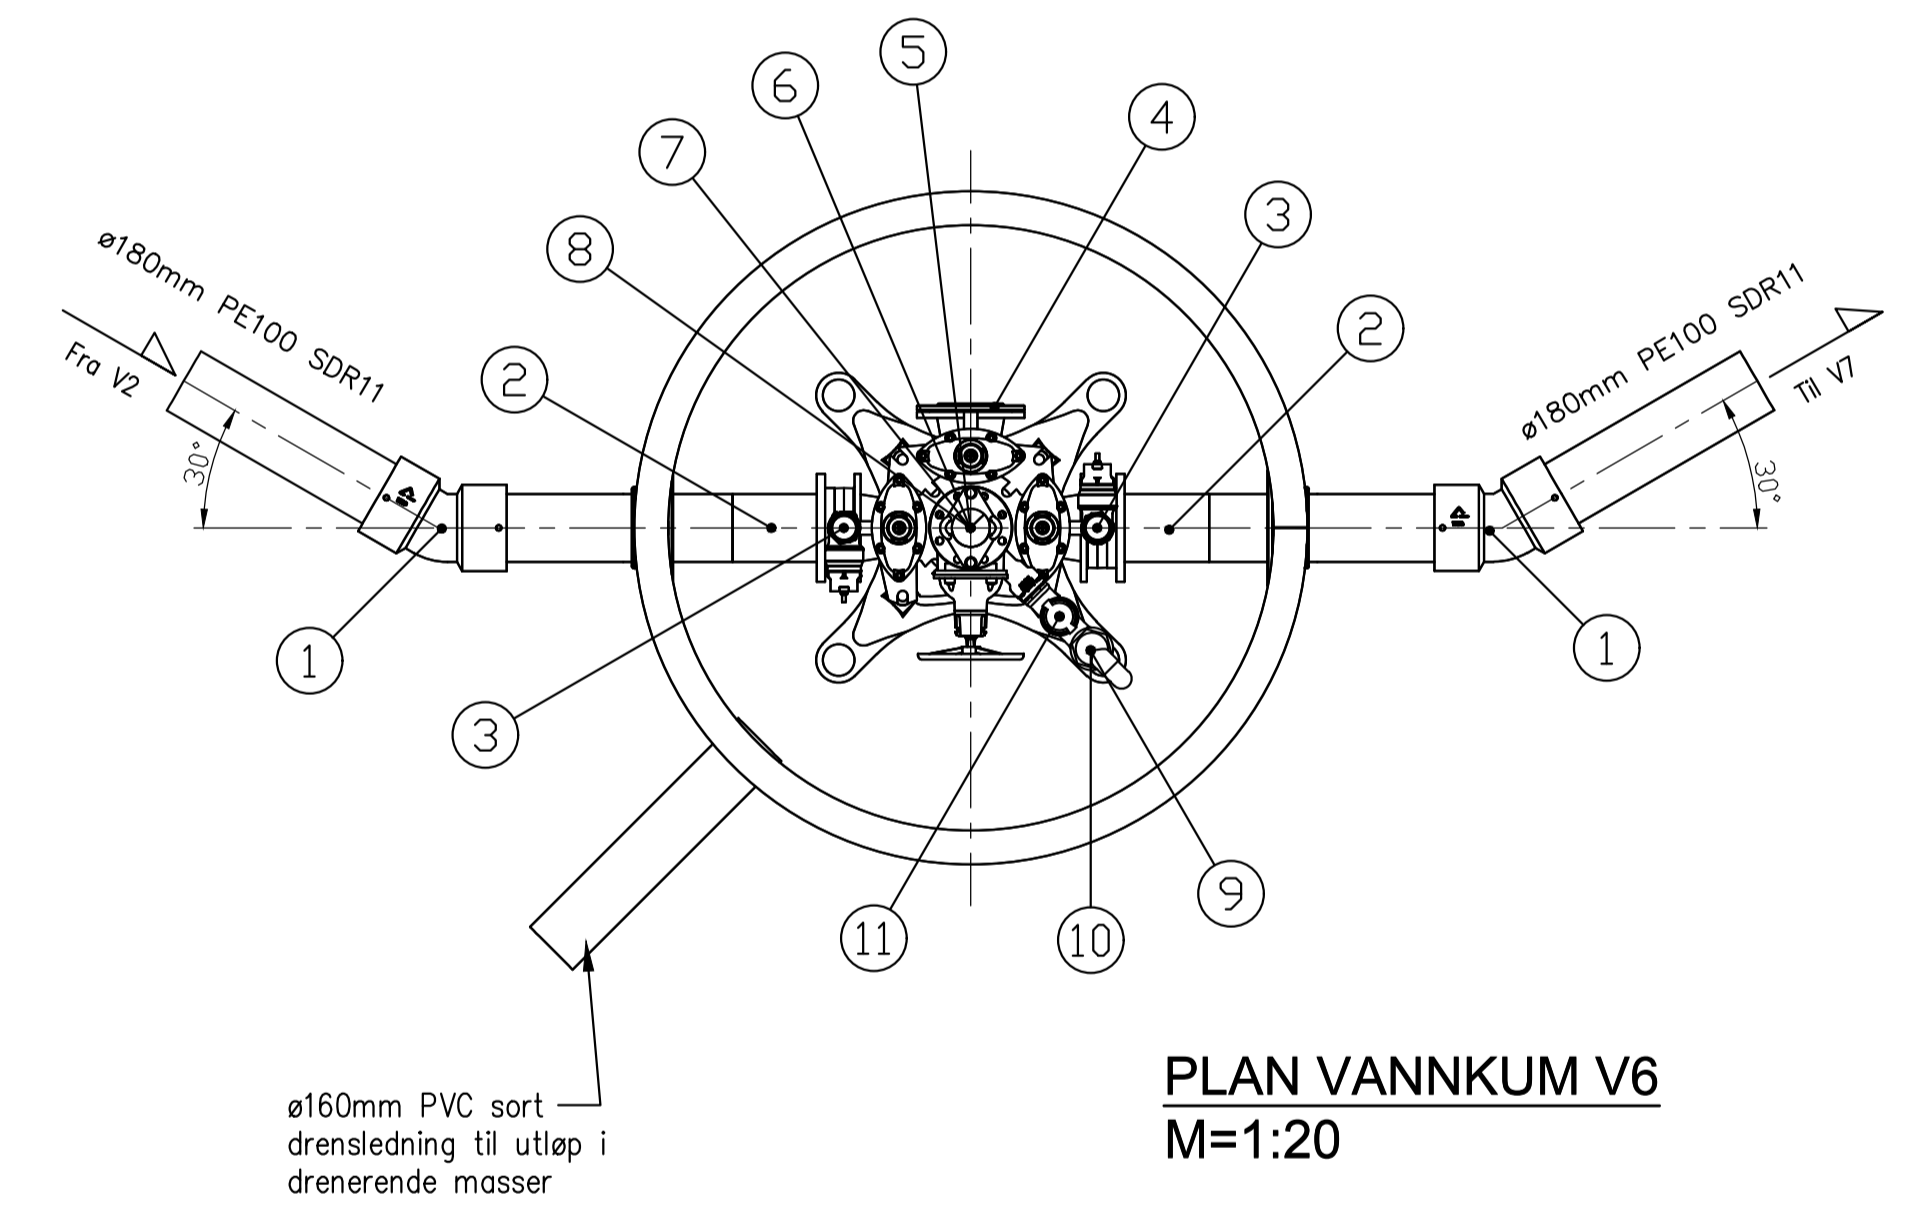 5
6
4
7
3
8
ø180mm PE100 SDR11
Fra V2
30°
2
2
ø180mm PE100 SDR11
Til V7
30°
1
1
3
9
11
10
ø160mm PVC sort
drensledning til utløp i
drenerende masser
PLAN VANNKUM V6
M=1:20